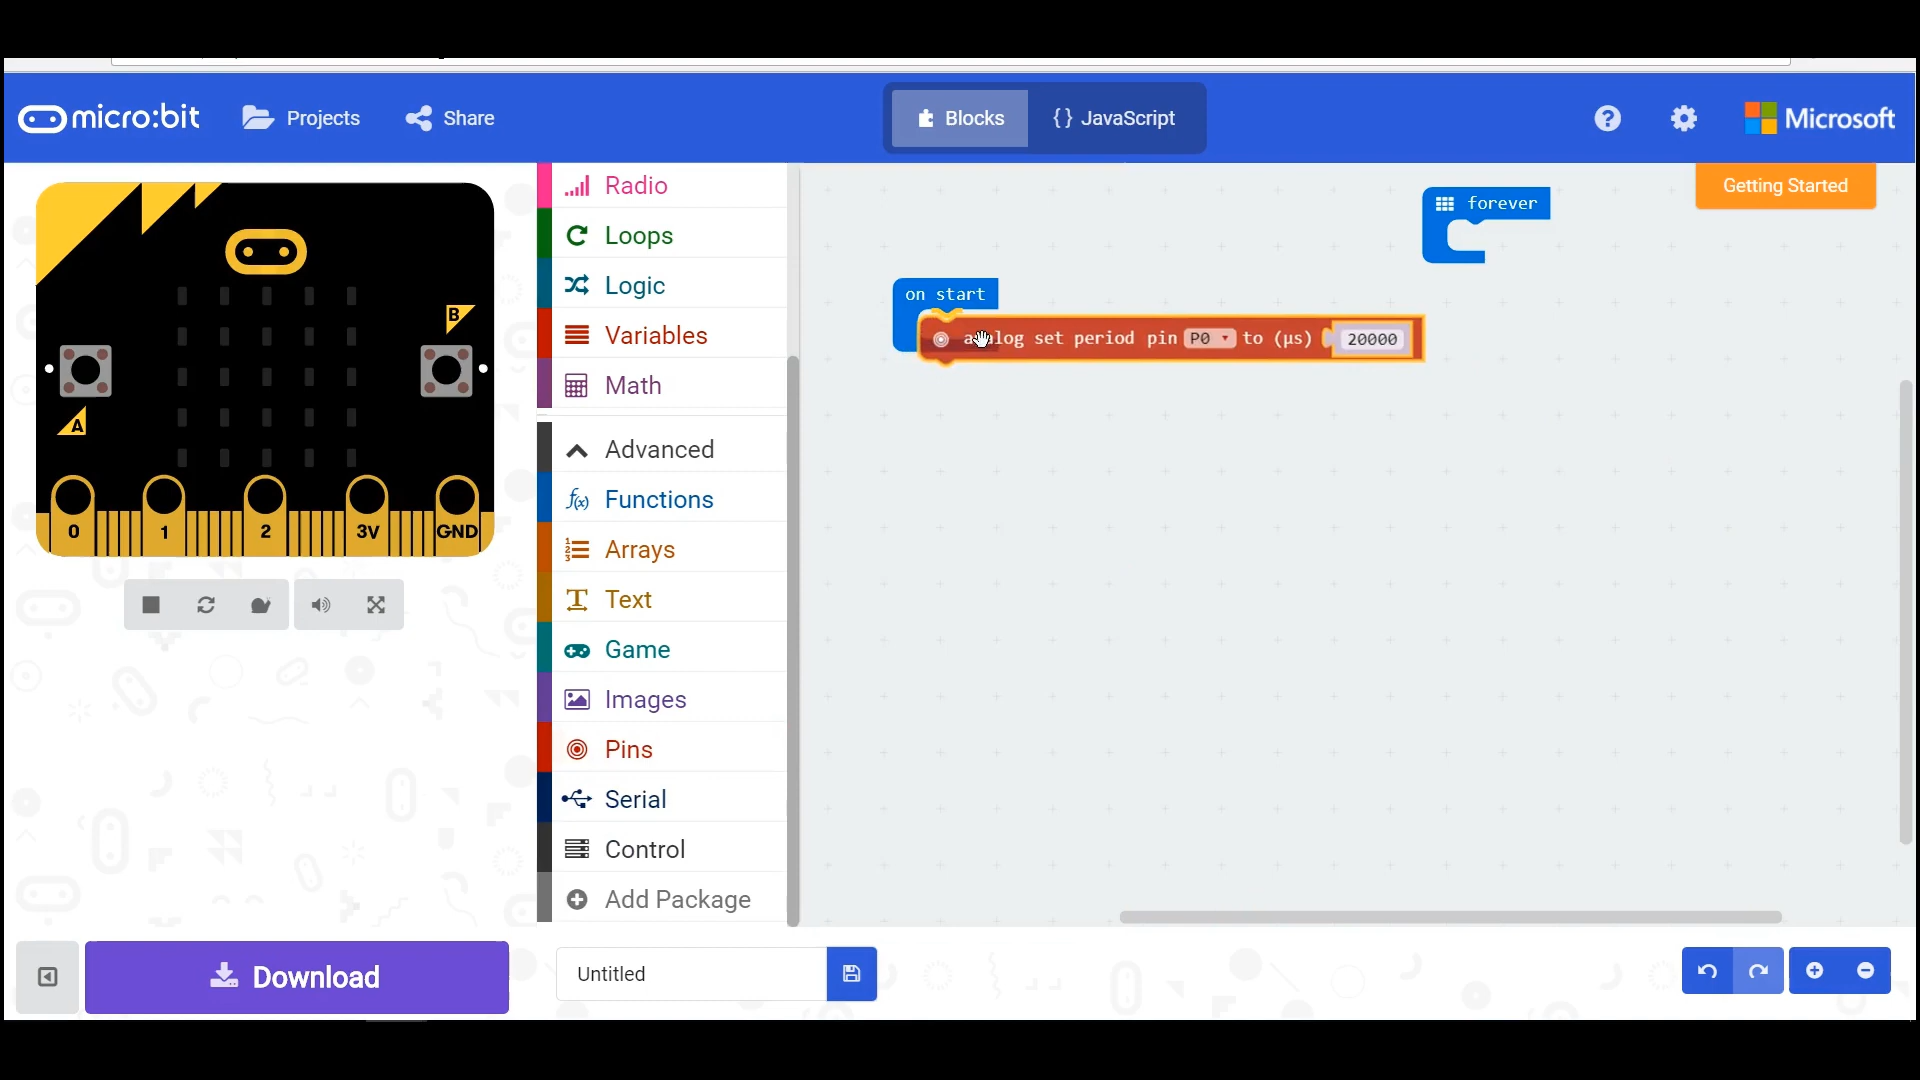 micro:bit
Projects
Share
Blocks
{} JavaScript
?
Microsoft
Getting Started
B
A
0 1 2 3V GND
Radio
Loops
Logic
Variables
Math
Advanced
f(x) Functions
Arrays
Text
Game
Images
Pins
Serial
Control
Add Package
forever
on start
analog set period pin P0 to (µs) 20000
Download
Untitled